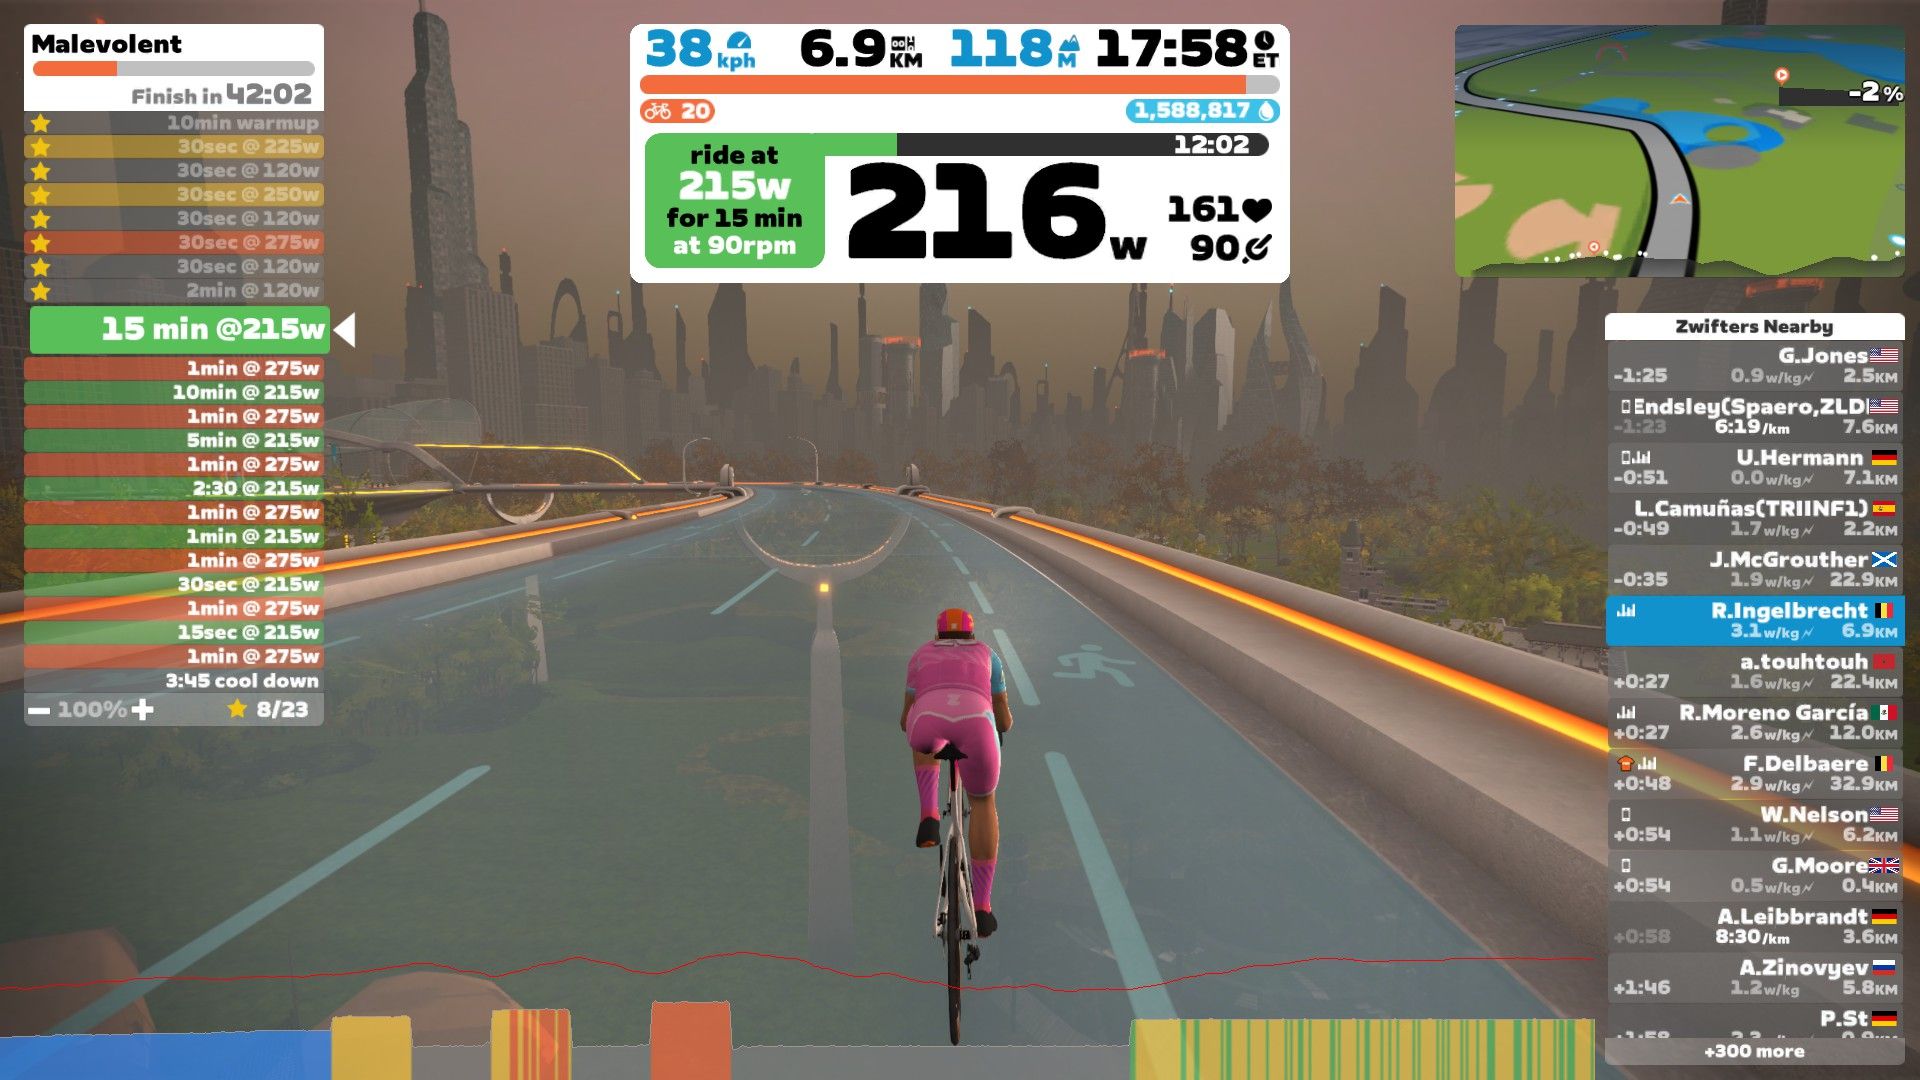 Malevolent
Finish in 42:02
10min warmup
30sec @ 225w
30sec @ 120w
30sec @ 250w
30sec @ 120w
30sec @ 275w
30sec @ 120w
2min @ 120w
15 min @215w
1min @ 275w
10min @ 215w
1min @ 275w
5min @ 215w
1min @ 275w
2:30 @ 215w
1min @ 275w
1min @ 215w
1min @ 275w
30sec @ 215w
1min @ 275w
15sec @ 215w
1min @ 275w
3:45 cool down
100% 8/23
38 kph 6.9 KM 118 M 17:58 ET
20 1,588,817
ride at
215w
for 15 min
at 90rpm
12:02
216 w
161
90
-2%
Zwifters Nearby
G.Jones
-1:25 0.9 w/kg 2.5KM
Endsley(Spaero,ZLD
-1:23 6:19 /km 7.6KM
U.Hermann
-0:51 0.0 w/kg 7.1KM
L.Camuñas(TRIINF1)
-0:49 1.7 w/kg 2.2KM
J.McGrouther
-0:35 1.9 w/kg 22.9KM
R.Ingelbrecht
3.1 w/kg 6.9KM
a.touhtouh
+0:27 1.6 w/kg 22.4KM
R.Moreno García
+0:27 2.6 w/kg 12.0KM
F.Delbaere
+0:48 2.9 w/kg 32.9KM
W.Nelson
+0:54 1.1 w/kg 6.2KM
G.Moore
+0:54 0.5 w/kg 0.4KM
A.Leibbrandt
+0:58 8:30 /km 3.6KM
A.Zinovyev
+1:46 1.2 w/kg 5.8KM
P.St
+300 more